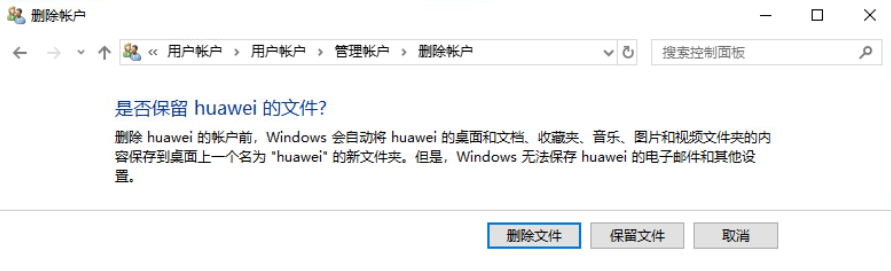 删除帐户
« 用户帐户 › 用户帐户 › 管理帐户 › 删除帐户
搜索控制面板
是否保留 huawei 的文件?
删除 huawei 的帐户前，Windows 会自动将 huawei 的桌面和文档、收藏夹、音乐、图片和视频文件夹的内
容保存到桌面上一个名为 "huawei" 的新文件夹。但是，Windows 无法保存 huawei 的电子邮件和其他设
置。
删除文件 保留文件 取消